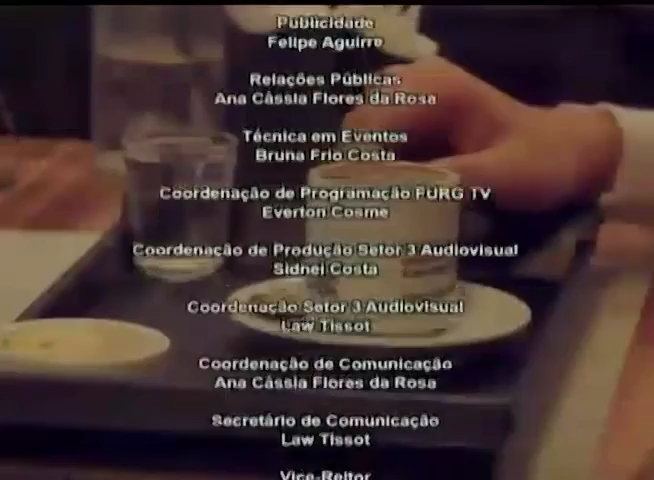 Publicidade
Felipe Aguirre
Relações Públicas
Ana Cássia Flores da Rosa
Técnica em Eventos
Bruna Frio Costa
Coordenação de Programação FURG TV
Everton Cosme
Coordenação de Produção Setor 3 Audiovisual
Sidnei Costa
Coordenação Setor 3 Audiovisual
Law Tissot
Coordenação de Comunicação
Ana Cássia Flores da Rosa
Secretário de Comunicação
Law Tissot
Vice-Reitor